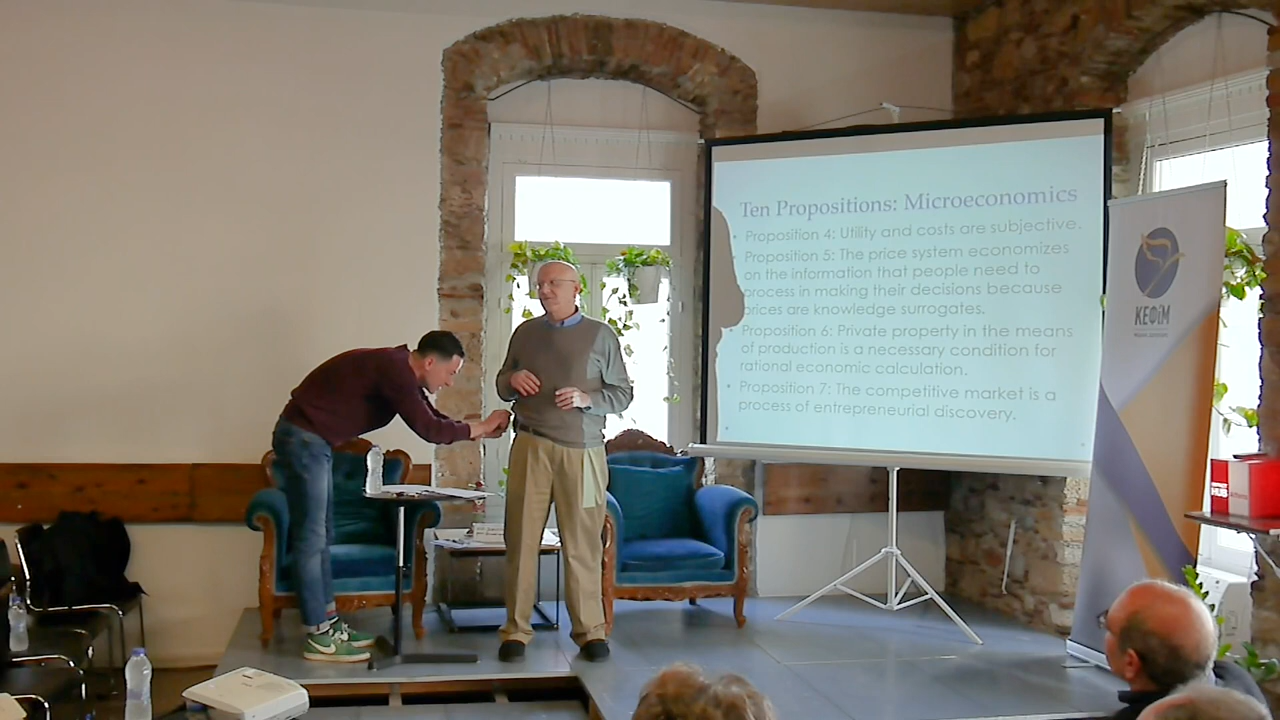 Ten Propositions: Microeconomics
• Proposition 4: Utility and costs are subjective.
Proposition 5: The price system economizes
on the information that people need to
process in making their decisions because
prices are knowledge surrogates.
Proposition 6: Private property in the means
of production is a necessary condition for
rational economic calculation.
• Proposition 7: The competitive market is a
process of entrepreneurial discovery.
ΚΕΦίΜ
HUB